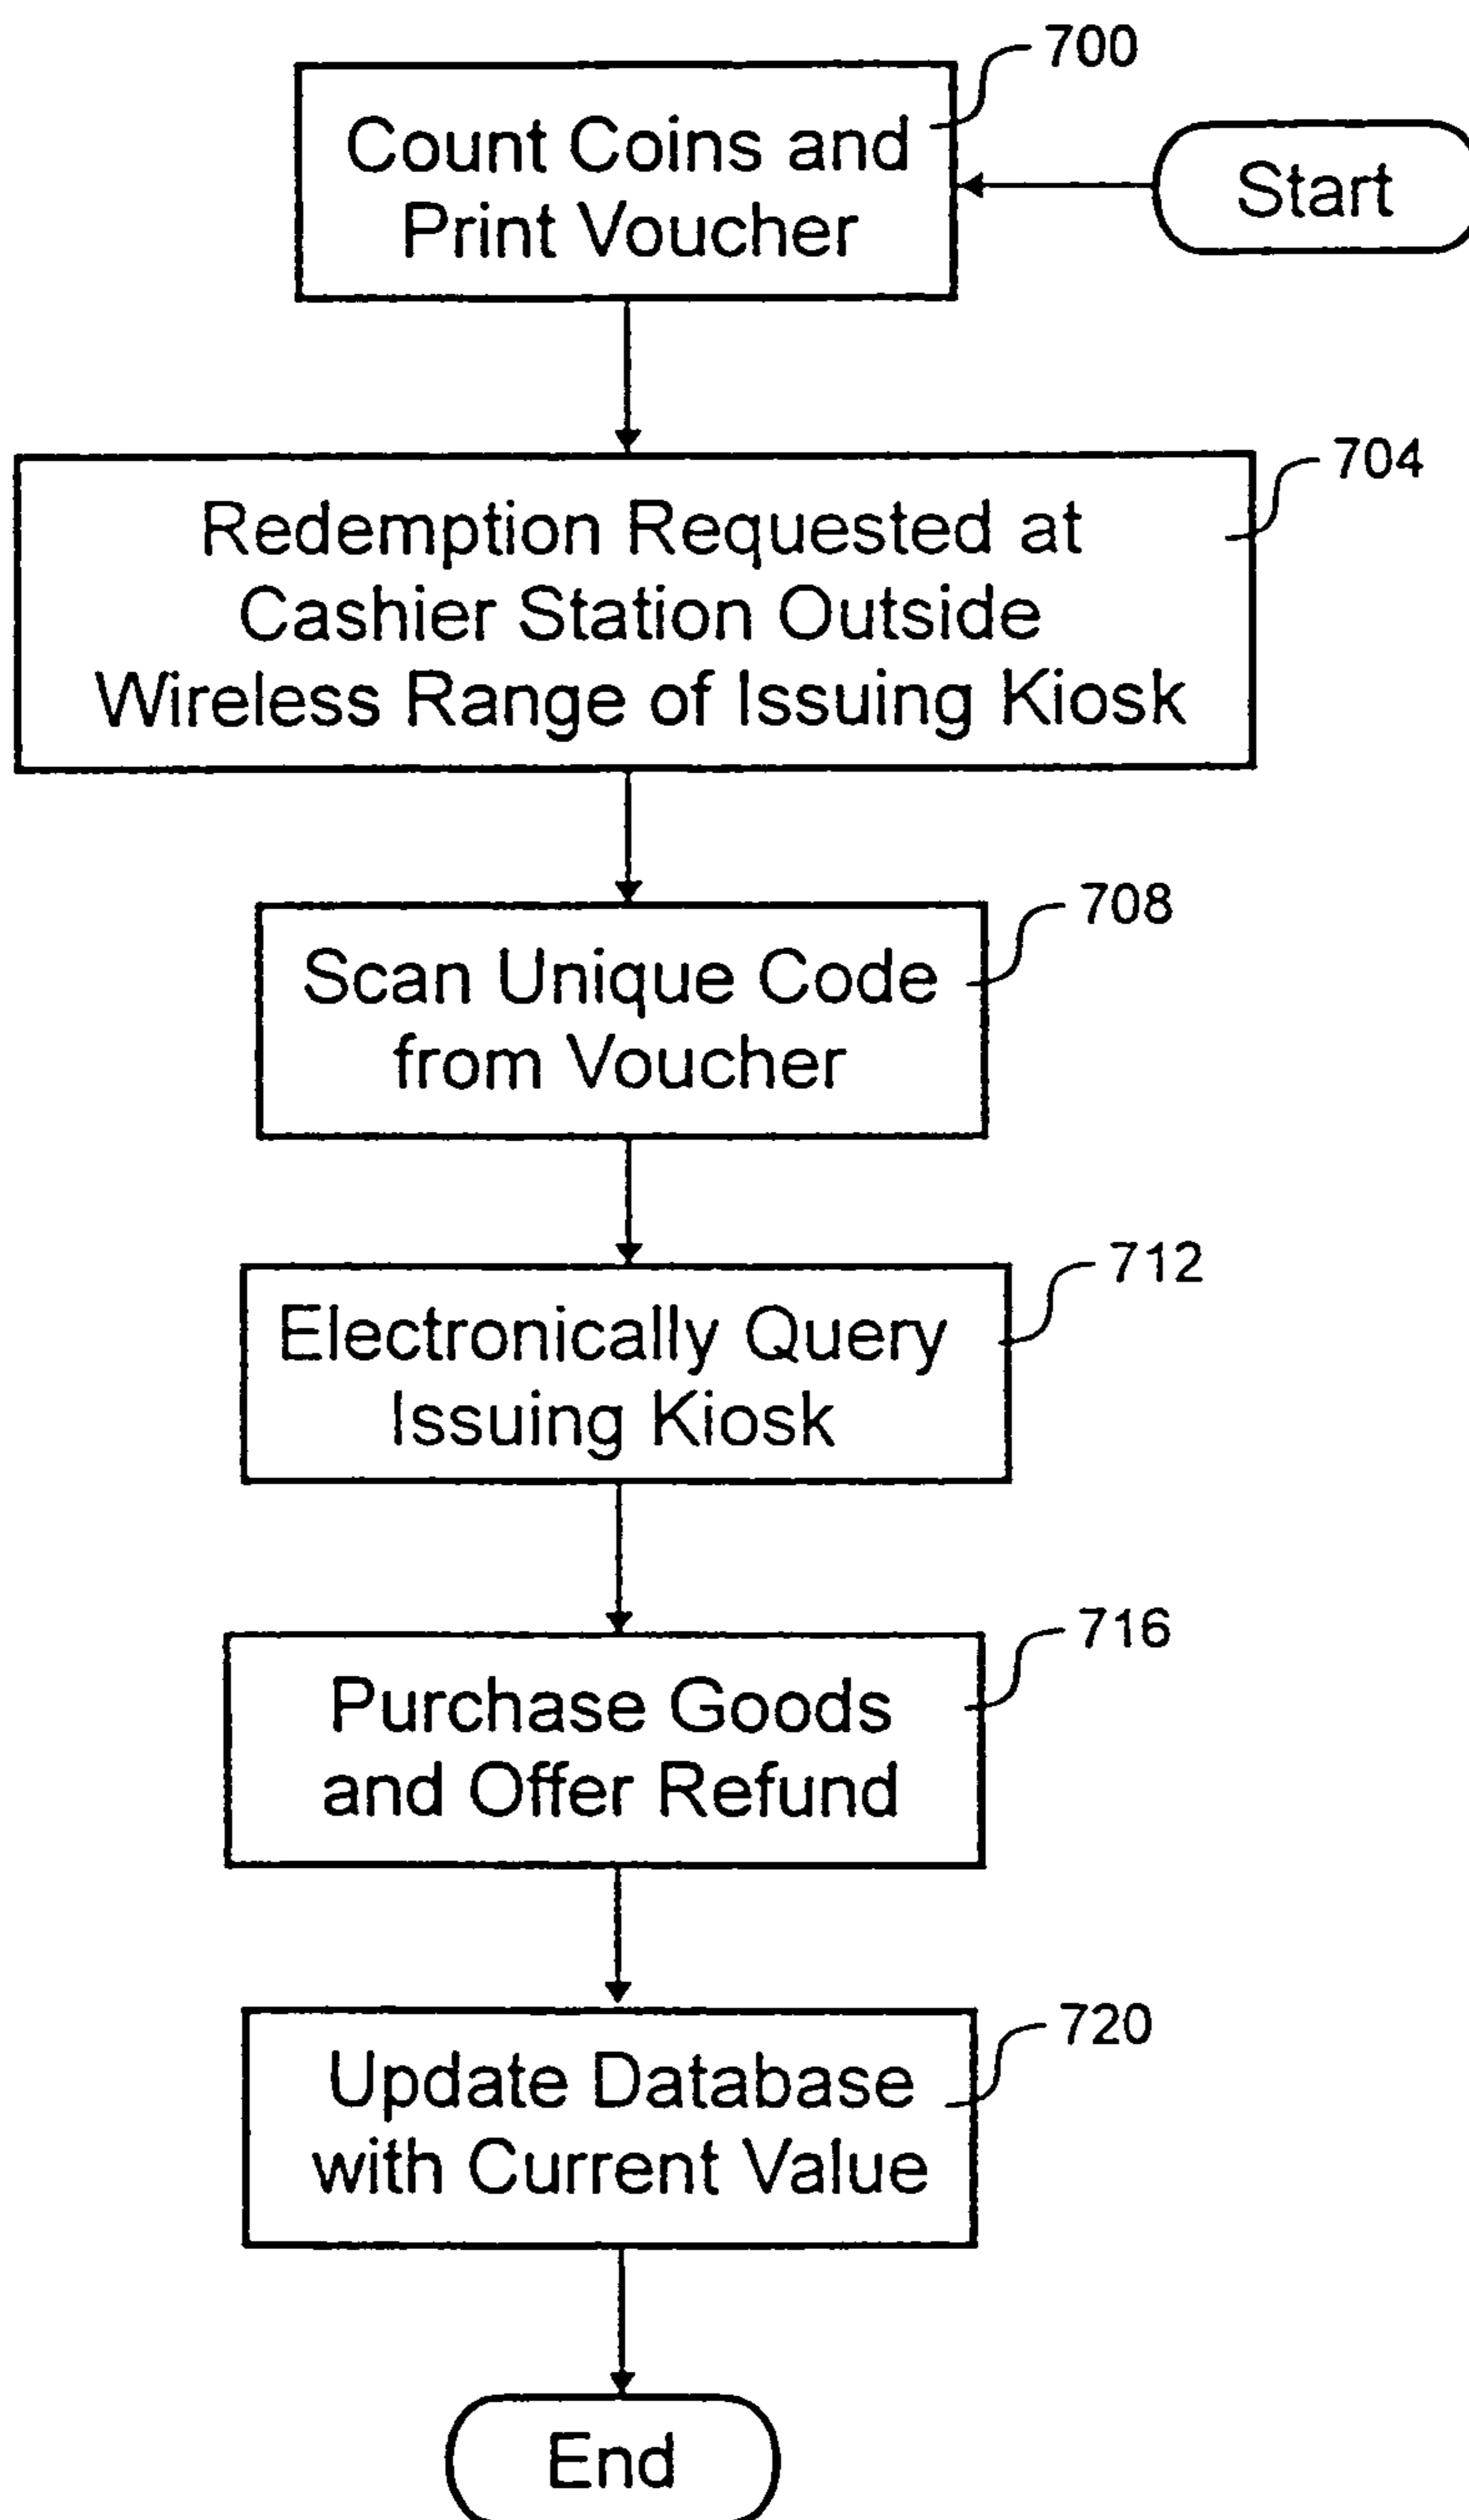 700
Count Coins and
Print Voucher
Start
704
Redemption Requested at
Cashier Station Outside
Wireless Range of Issuing Kiosk
708
Scan Unique Code
from Voucher
712
Electronically Query
Issuing Kiosk
716
Purchase Goods
and Offer Refund
720
Update Database
with Current Value
End